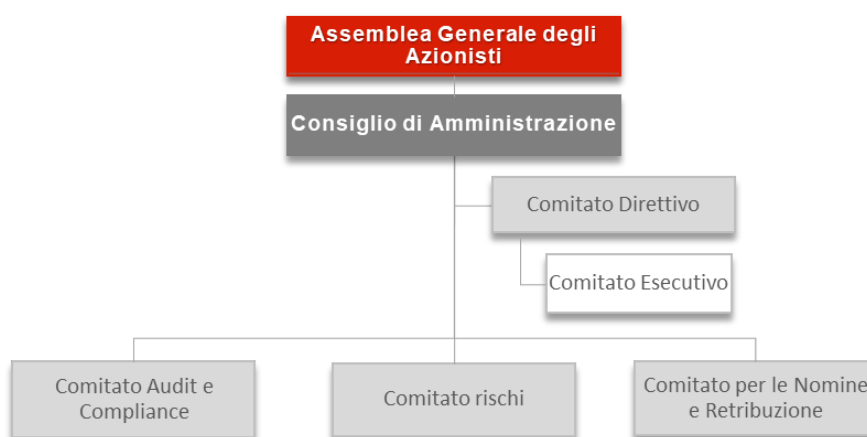 Assemblea Generale degli
Azionisti
Consiglio di Amministrazione
Comitato Direttivo
Comitato Esecutivo
Comitato Audit e
Compliance
Comitato rischi
Comitato per le Nomine
e Retribuzione